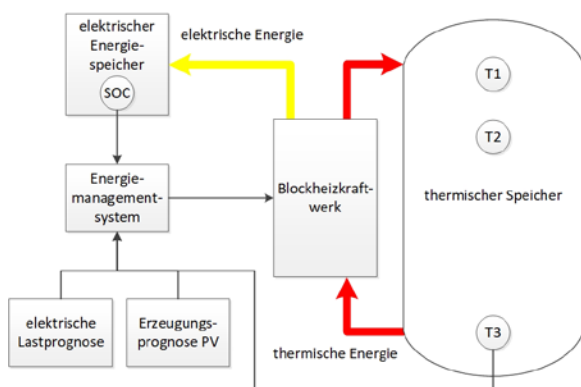 elektrischer
Energie-
speicher
SOC
elektrische Energie
T1
T2
Energie-
management-
system
Blockheizkraft-
werk
thermischer Speicher
elektrische
Lastprognose
Erzeugungs-
prognose PV
thermische Energie
T3